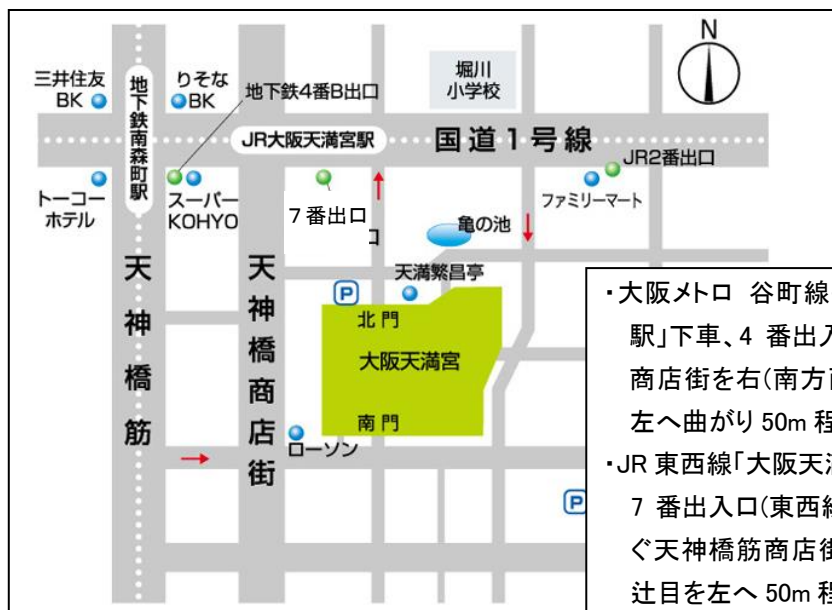 N
三井住友
BK
地下鉄南森町駅
りそな
BK
地下鉄4番B出口
堀川
小学校
JR大阪天満宮駅
国道1号線
JR2番出口
トーコー
ホテル
スーパー
KOHYO
7番出口
ファミリーマート
亀の池
天満繁昌亭
P
北門
大阪天満宮
南門
天神橋筋
天神橋商店街
ローソン
P
・大阪メトロ 谷町線
駅」下車、4 番出入
商店街を右(南方
左へ曲がり 50m 程
・JR 東西線「大阪天
7 番出入口(東西
ぐ天神橋筋商店
辻目を左へ 50m 程